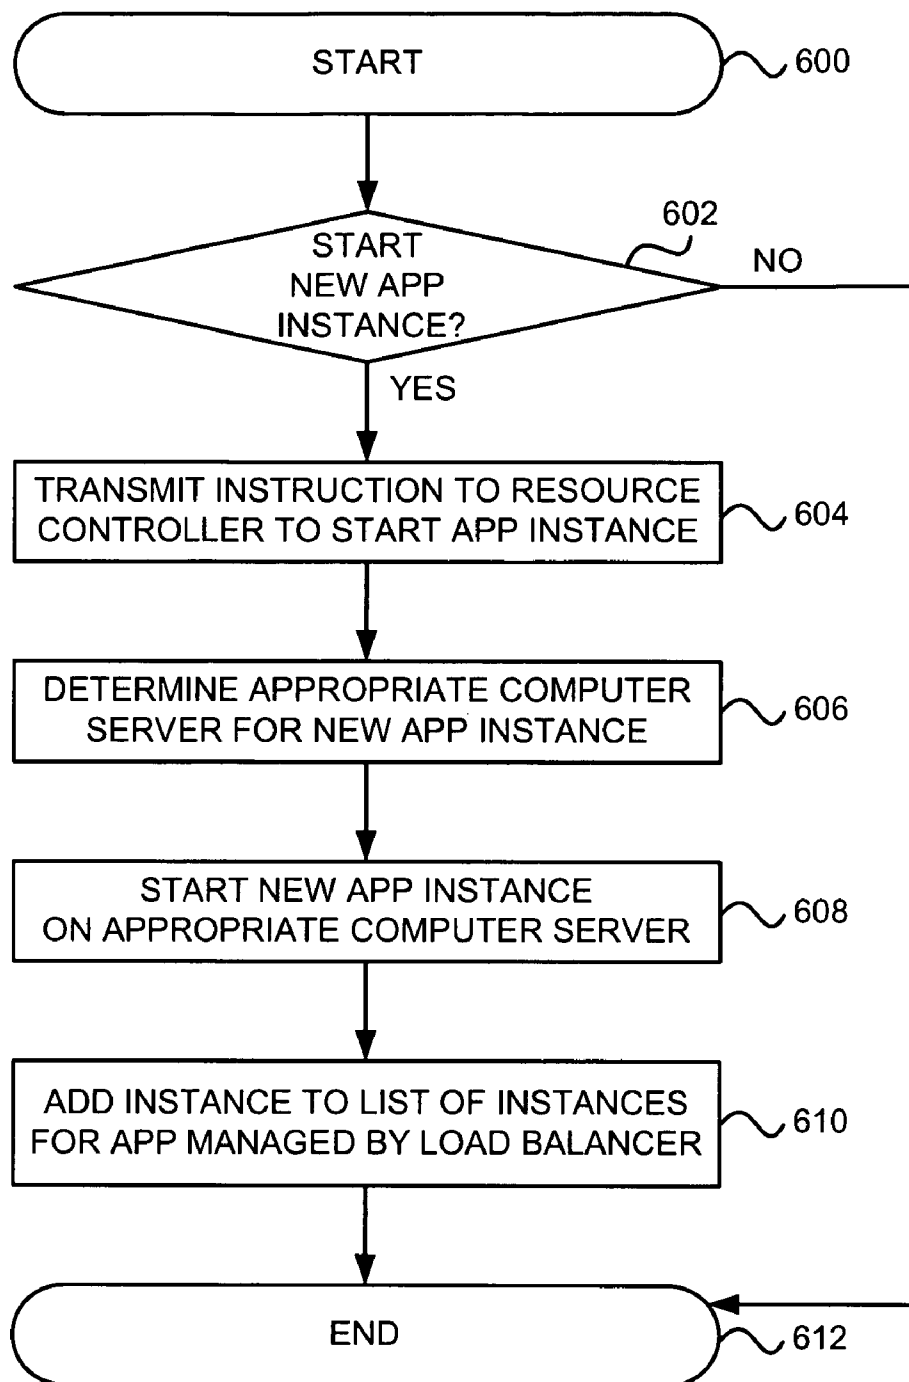 START
600
602
START
NEW APP
INSTANCE?
NO
YES
TRANSMIT INSTRUCTION TO RESOURCE
CONTROLLER TO START APP INSTANCE
604
DETERMINE APPROPRIATE COMPUTER
SERVER FOR NEW APP INSTANCE
606
START NEW APP INSTANCE
ON APPROPRIATE COMPUTER SERVER
608
ADD INSTANCE TO LIST OF INSTANCES
FOR APP MANAGED BY LOAD BALANCER
610
END
612